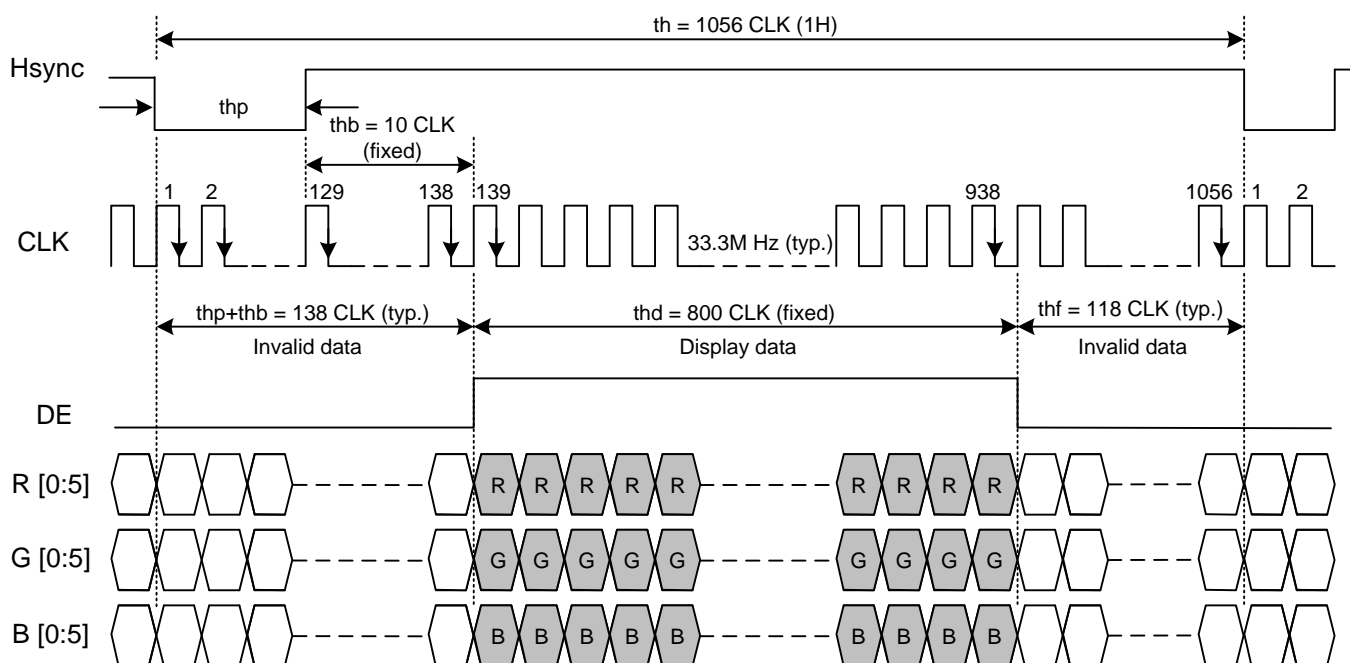 th = 1056 CLK (1H)
Hsync
thp
thb = 10 CLK
(fixed)
1 2 129 138 139 938 1056 1 2
CLK
33.3M Hz (typ.)
thp+thb = 138 CLK (typ.)
thd = 800 CLK (fixed)
thf = 118 CLK (typ.)
Invalid data
Display data
Invalid data
DE
R [0:5]
R R R R R R R R R
G [0:5]
G G G G G G G G G
B [0:5]
B B B B B B B B B